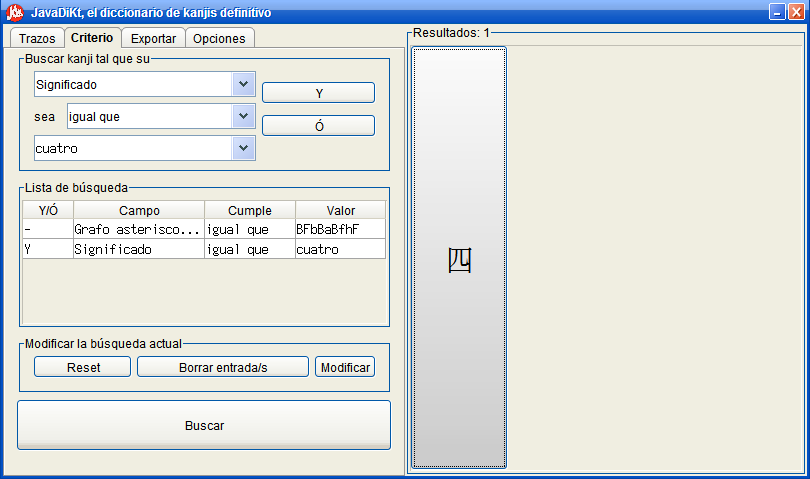 JavaDiKt, el diccionario de kanjis definitivo
Trazos Criterio Exportar Opciones
Buscar kanji tal que su
Significado
Y
sea igual que
Ó
cuatro
Lista de búsqueda
Y/Ó Campo Cumple Valor
- Grafo asterisco... igual que BFbBaBfhF
Y Significado igual que cuatro
Modificar la búsqueda actual
Reset Borrar entrada/s Modificar
Buscar
Resultados: 1
四